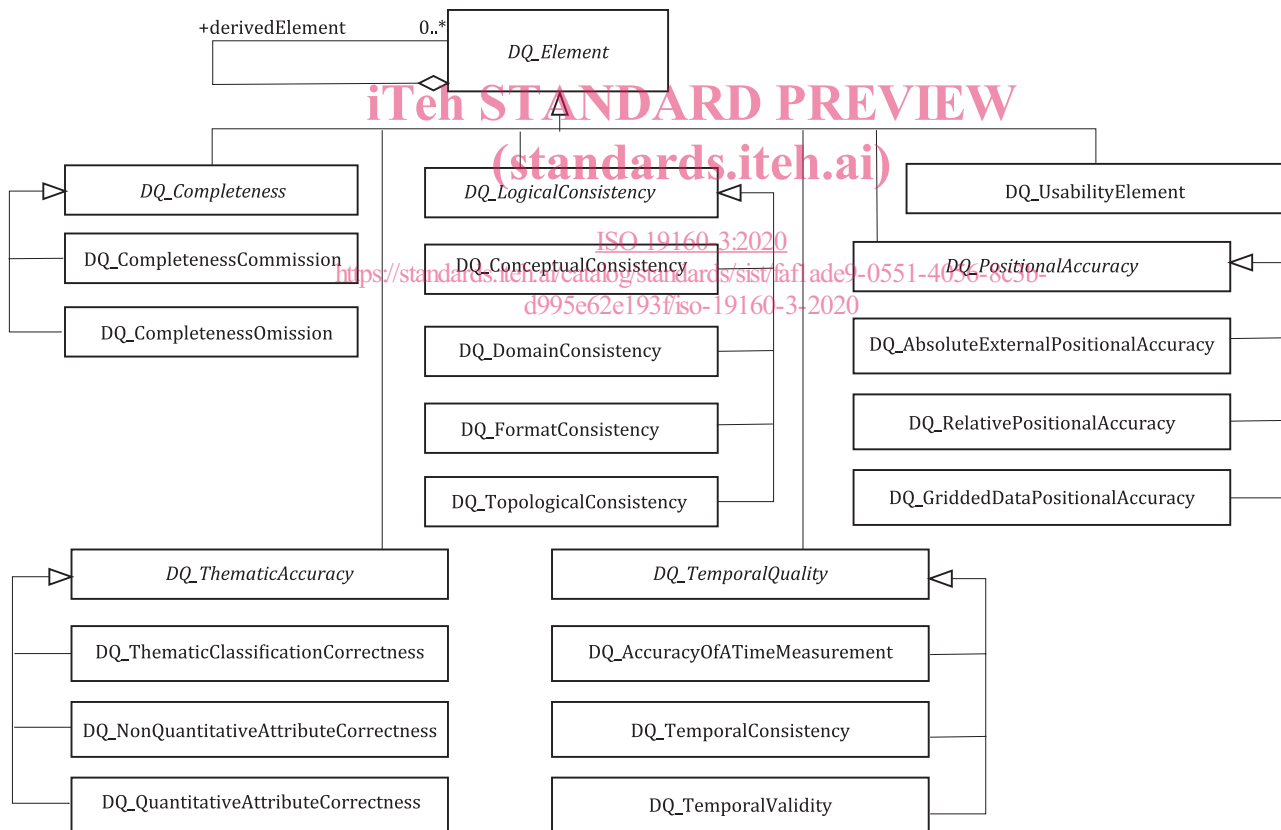 +derivedElement 0..*
DQ_Element
iTeh STANDARD PREVIEW
(standards.iteh.ai)
DQ_Completeness
DQ_CompletenessCommission
DQ_CompletenessOmission
DQ_LogicalConsistency
DQ_ConceptualConsistency
DQ_DomainConsistency
DQ_FormatConsistency
DQ_TopologicalConsistency
DQ_UsabilityElement
ISO 19160-3:2020
https://standards.iteh.ai/catalog/standards/sist/faf1ade9-0551-4056-8c5b-
d995e62e193f/iso-19160-3-2020
DQ_PositionalAccuracy
DQ_AbsoluteExternalPositionalAccuracy
DQ_RelativePositionalAccuracy
DQ_GriddedDataPositionalAccuracy
DQ_ThematicAccuracy
DQ_ThematicClassificationCorrectness
DQ_NonQuantitativeAttributeCorrectness
DQ_QuantitativeAttributeCorrectness
DQ_TemporalQuality
DQ_AccuracyOfATimeMeasurement
DQ_TemporalConsistency
DQ_TemporalValidity